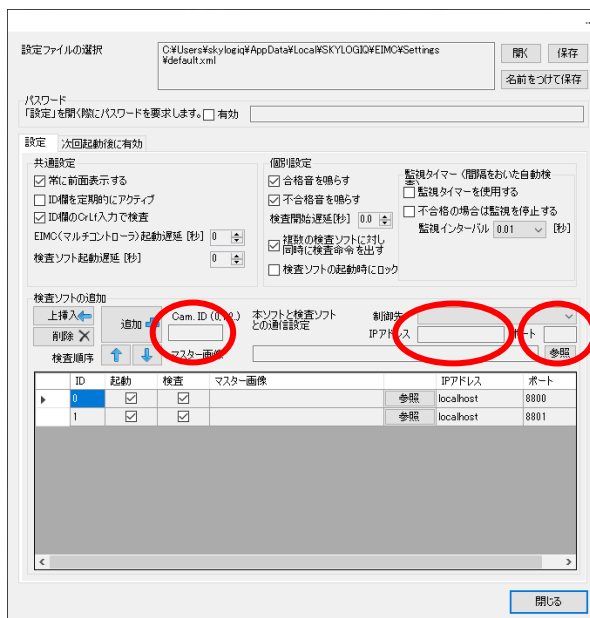 設定ファイルの選択
C:¥Users¥skylogiq¥AppData¥Local¥SKYLOGIQ¥EIMC¥Settings
¥default.xml
開く
保存
名前をつけて保存
パスワード
「設定」を開く際にパスワードを要求します。
有効
設定
次回起動後に有効
共通設定
常に前面表示する
ID欄を定期的にアクティブ
ID欄のCrLf入力で検査
EIMC(マルチコントローラ)起動遅延 [秒]
0
検査ソフト起動遅延 [秒]
0
個別設定
合格音を鳴らす
不合格音を鳴らす
検査開始遅延[秒]
0.0
複数の検査ソフトに対し
同時に検査命令を出す
検査ソフトの起動時にロック
監視タイマー (間隔をおいた自動検
監視タイマーを使用する
不合格の場合は監視を停止する
監視インターバル
0.01
[秒]
検査ソフトの追加
上挿入
追加
削除
検査順序
Cam. ID
マスター画像
本ソフトと検査ソフト
との通信設定
制御先
IPアドレス
ポート
参照
ID
起動
検査
マスター画像
IPアドレス
ポート
0
参照
localhost
8800
1
参照
localhost
8801
閉じる